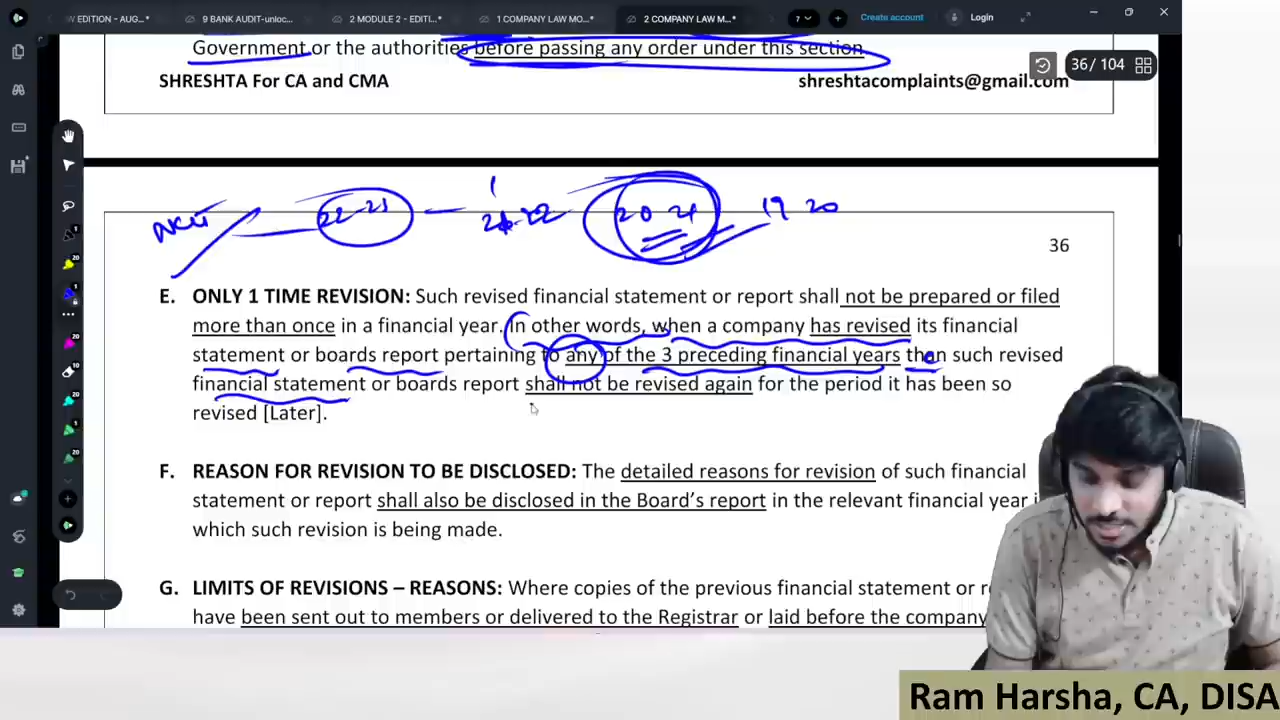 W EDITION - AUG...* 9 BANK AUDIT-unloc... 2 MODULE 2 - EDITI...* 1 COMPANY LAW MO...* 2 COMPANY LAW M...* 7 Create account Login
Government or the authorities before passing any order under this section.
36 / 104
SHRESHTA For CA and CMA shreshtacomplaints@gmail.com
22-23 20 21 19 20
36
E. ONLY 1 TIME REVISION: Such revised financial statement or report shall not be prepared or filed
more than once in a financial year. In other words, when a company has revised its financial
statement or boards report pertaining to any of the 3 preceding financial years then such revised
financial statement or boards report shall not be revised again for the period it has been so
revised [Later].
F. REASON FOR REVISION TO BE DISCLOSED: The detailed reasons for revision of such financial
statement or report shall also be disclosed in the Board's report in the relevant financial year
which such revision is being made.
G. LIMITS OF REVISIONS – REASONS: Where copies of the previous financial statement or
have been sent out to members or delivered to the Registrar or laid before the company
Ram Harsha, CA, DISA